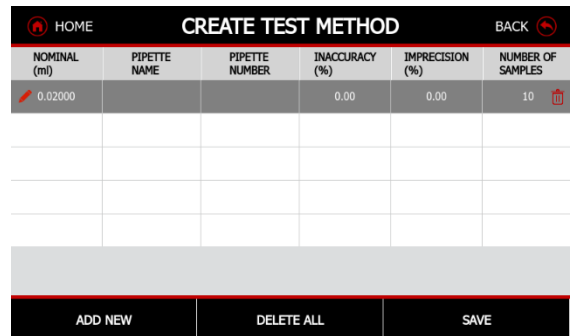 HOME CREATE TEST METHOD BACK
NOMINAL (ml) PIPETTE NAME PIPETTE NUMBER INACCURACY (%) IMPRECISION (%) NUMBER OF SAMPLES
0.02000 0.00 0.00 10
ADD NEW DELETE ALL SAVE